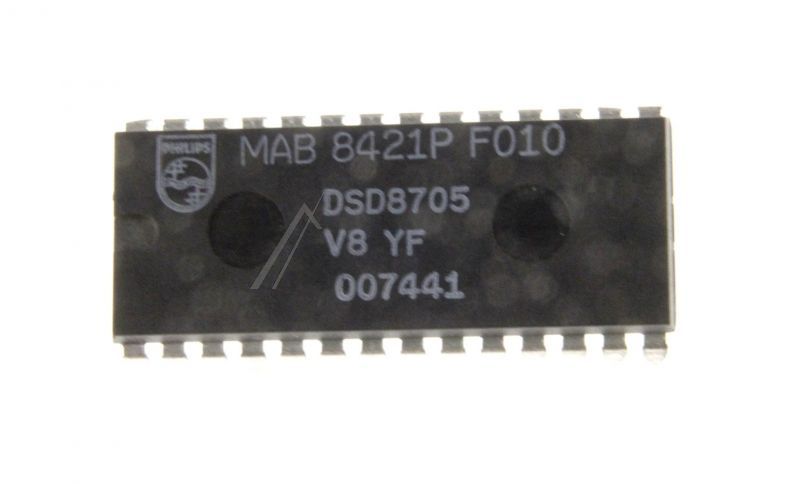 PHILIPS
MAB 8421P F010
DSD8705
V8 YF
007441